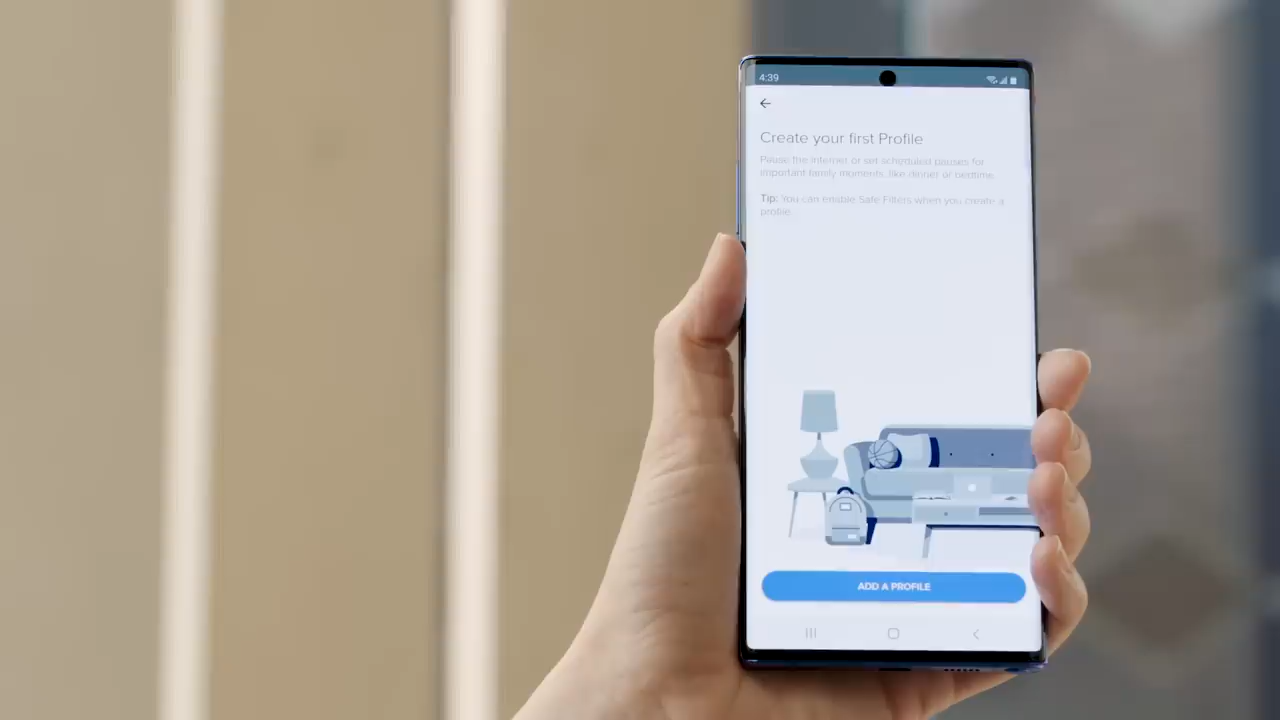 4:39
Create your first Profile
Pause the internet or set scheduled pauses for
important family moments, like dinner or bedtime.
Tip: You can enable Safe Filters when you create a
profile.
ADD A PROFILE